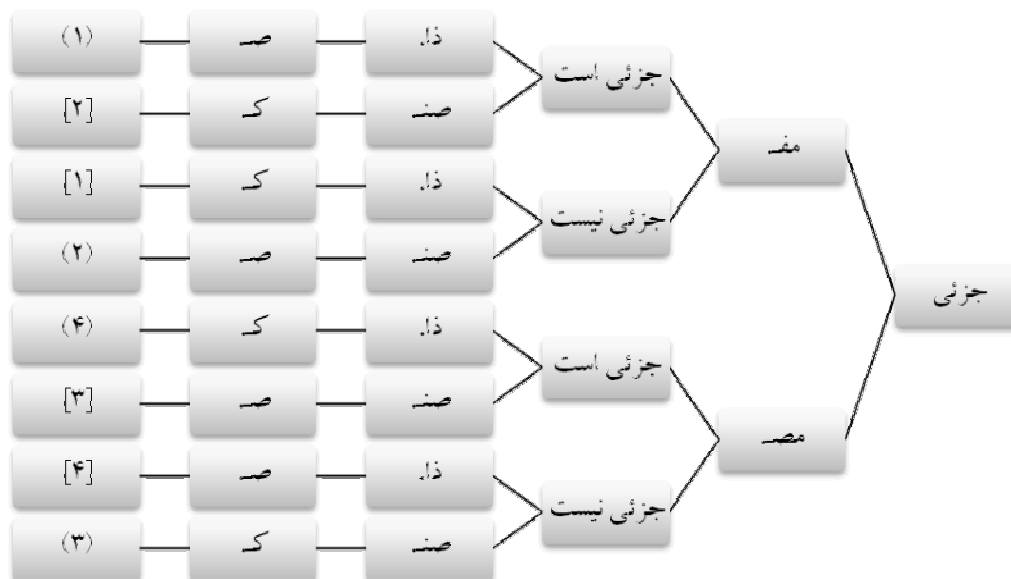 جزئی
مفـ
جزئی است
ذا.
صـ
(۱)
صنـ
کـ
[۲]
جزئی نیست
ذا.
کـ
[۱]
صنـ
صـ
(۲)
مصـ
جزئی است
ذا.
کـ
(۴)
صنـ
صـ
[۳]
جزئی نیست
ذا.
صـ
[۴]
صنـ
کـ
(۳)